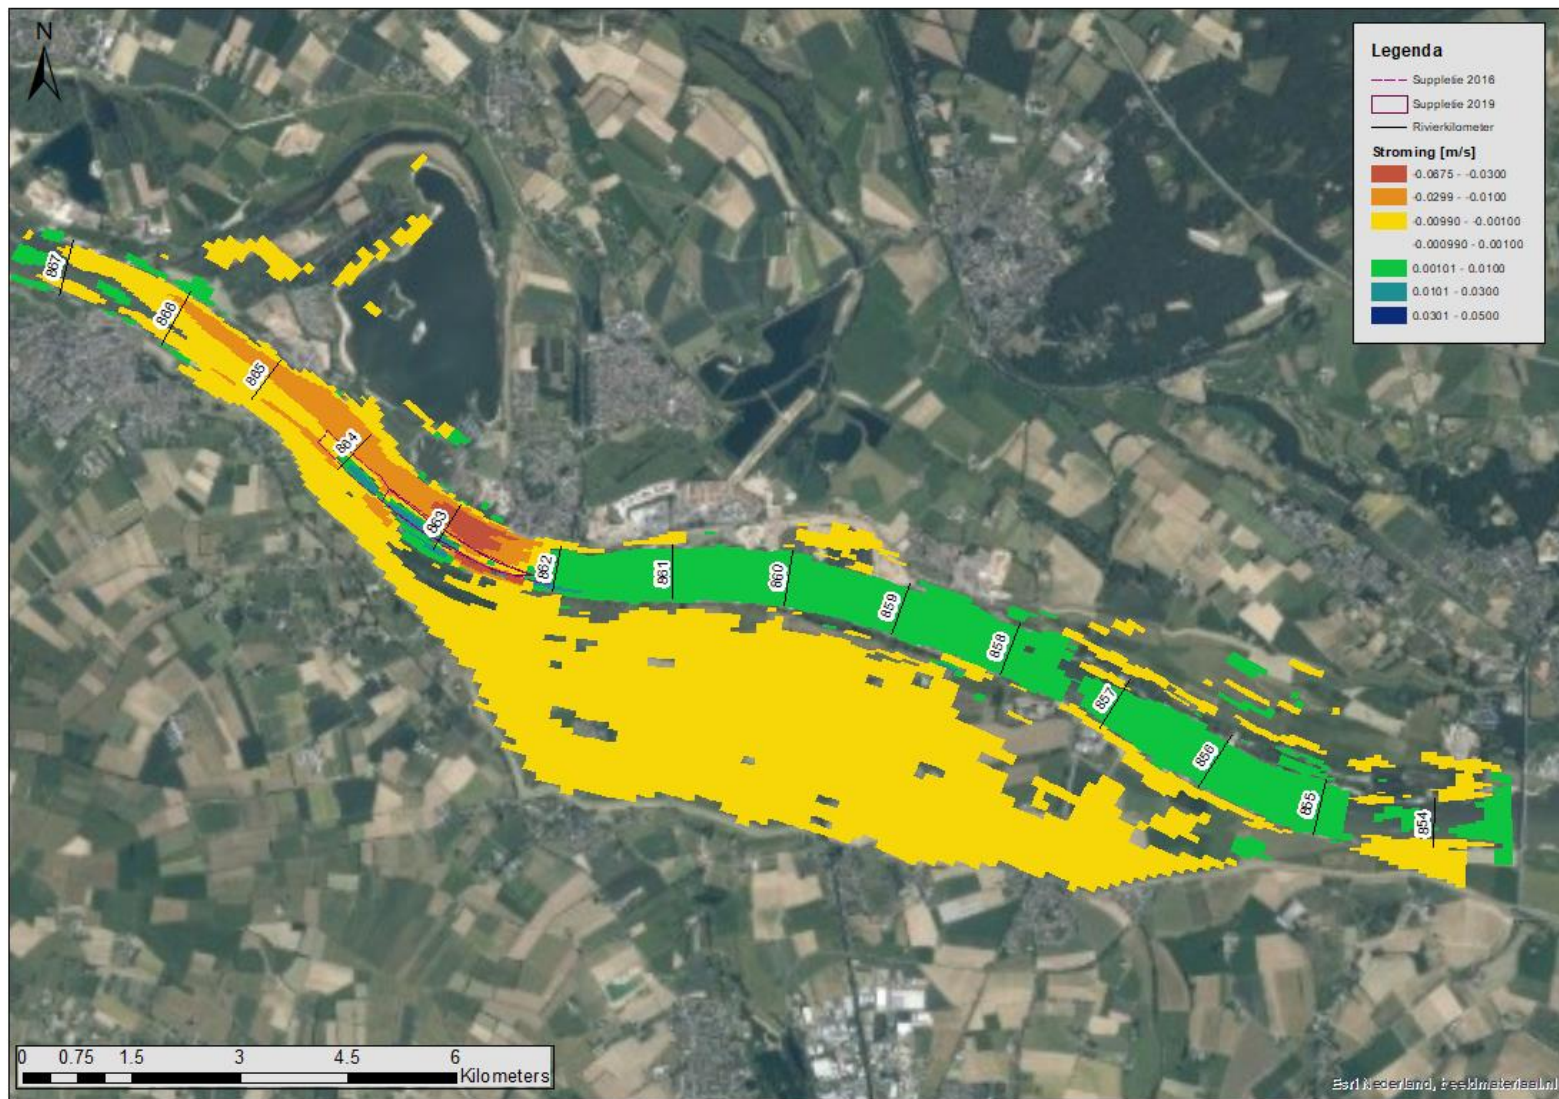 N
Legenda
Suppletie 2016
Suppletie 2019
Rivierkilometer
Stroming [m/s]
-0.0675 - -0.0300
-0.0299 - -0.0100
-0.00990 - -0.00100
-0.000990 - 0.00100
0.00101 - 0.0100
0.0101 - 0.0300
0.0301 - 0.0500
867
866
865
864
863
862
861
860
859
858
857
856
855
854
0 0.75 1.5 3 4.5 6
Kilometers
Esri Nederland, beeldmateriaal.nl